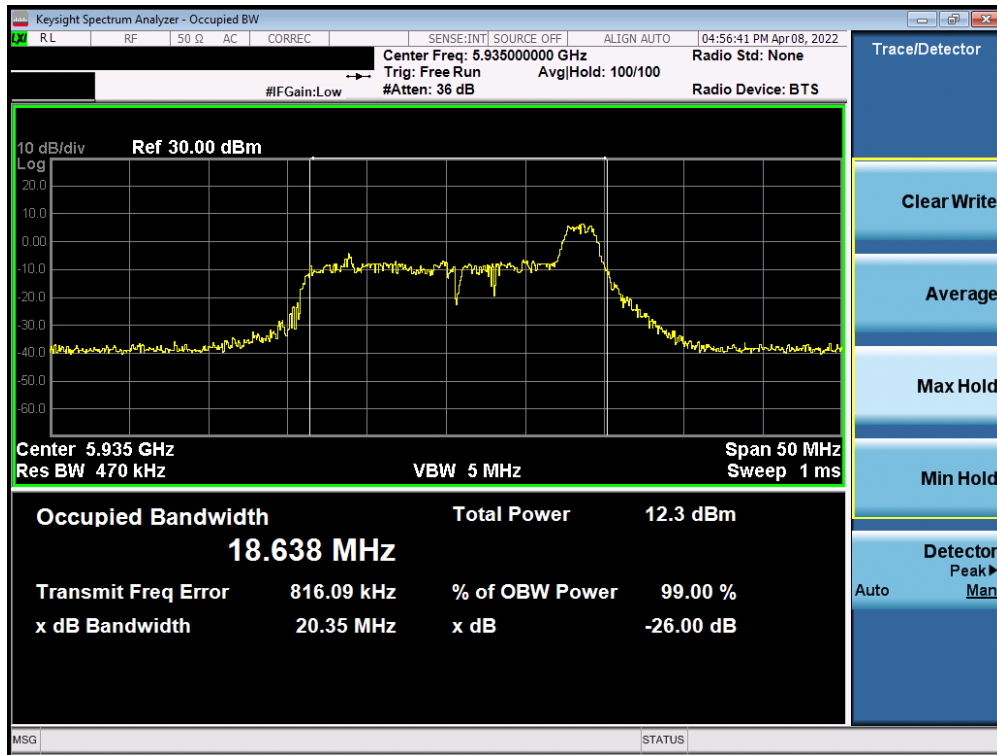 Keysight Spectrum Analyzer - Occupied BW
LXI RL RF 50 Ω AC CORREC SENSE:INT SOURCE OFF ALIGN AUTO 04:56:41 PM Apr 08, 2022
Center Freq: 5.935000000 GHz Radio Std: None
Trig: Free Run Avg|Hold: 100/100
#IFGain:Low #Atten: 36 dB Radio Device: BTS
Trace/Detector
10 dB/div Ref 30.00 dBm
Log
20.0
10.0
0.00
-10.0
-20.0
-30.0
-40.0
-50.0
-60.0
Center 5.935 GHz Span 50 MHz
Res BW 470 kHz VBW 5 MHz Sweep 1 ms
Occupied Bandwidth Total Power 12.3 dBm
18.638 MHz
Transmit Freq Error 816.09 kHz % of OBW Power 99.00 %
x dB Bandwidth 20.35 MHz x dB -26.00 dB
Clear Write
Average
Max Hold
Min Hold
Detector
Peak▶
Auto Man
MSG STATUS